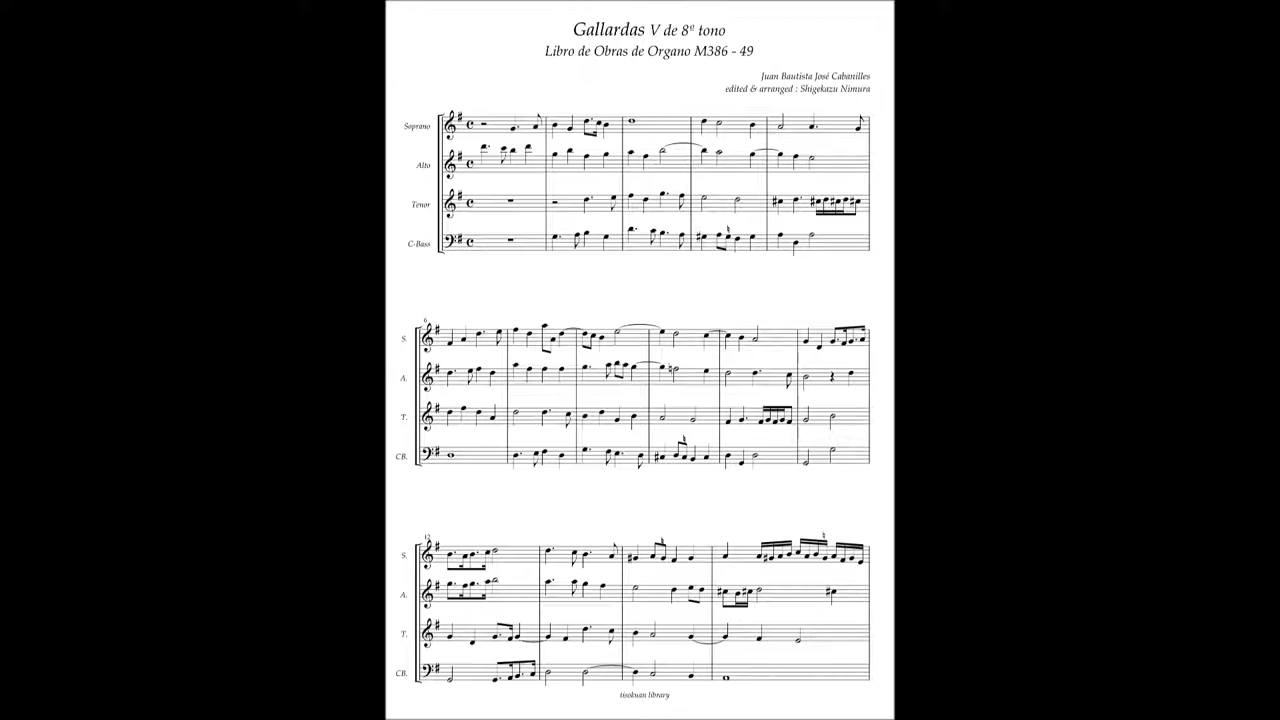 Gallardas V de 8º tono
Libro de Obras de Organo M386 - 49
Juan Bautista José Cabanilles
edited & arranged : Shigekazu Nimura
Soprano
Alto
Tenor
C-Bass
6
S.
A.
T.
CB.
12
S.
A.
T.
CB.
tisokuan library